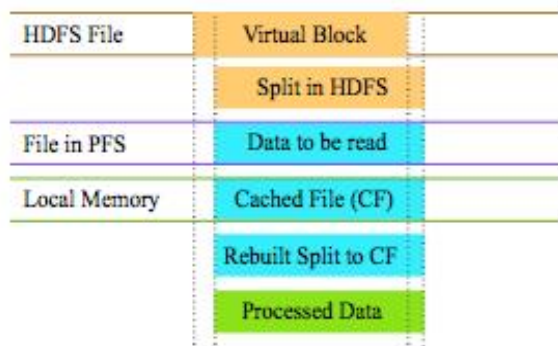 HDFS File
Virtual Block
Split in HDFS
File in PFS
Data to be read
Local Memory
Cached File (CF)
Rebuilt Split to CF
Processed Data